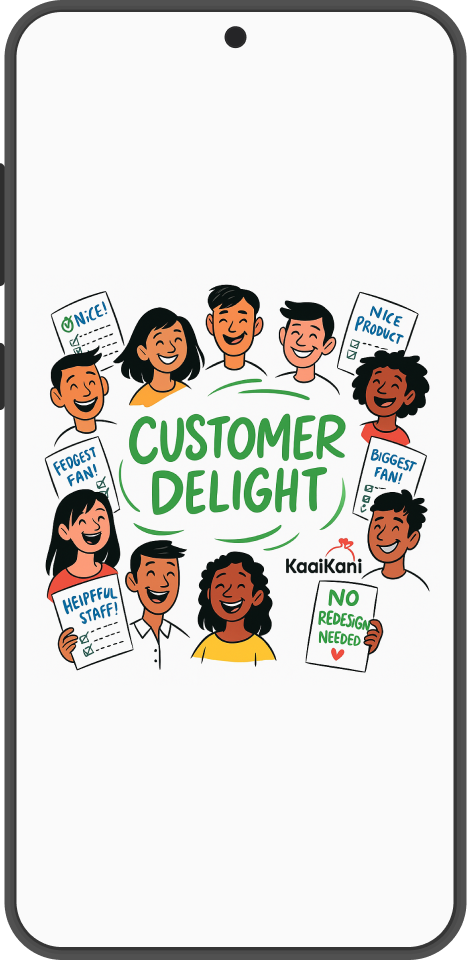 NiCE!
NICE
PRODUCT
CUSTOMER
DELIGHT
FEDGEST
FAN!
BIGGEST
FAN!
KaaiKani
HEIPFFUL
STAFF!
NO
REDESIGN
NEEDED